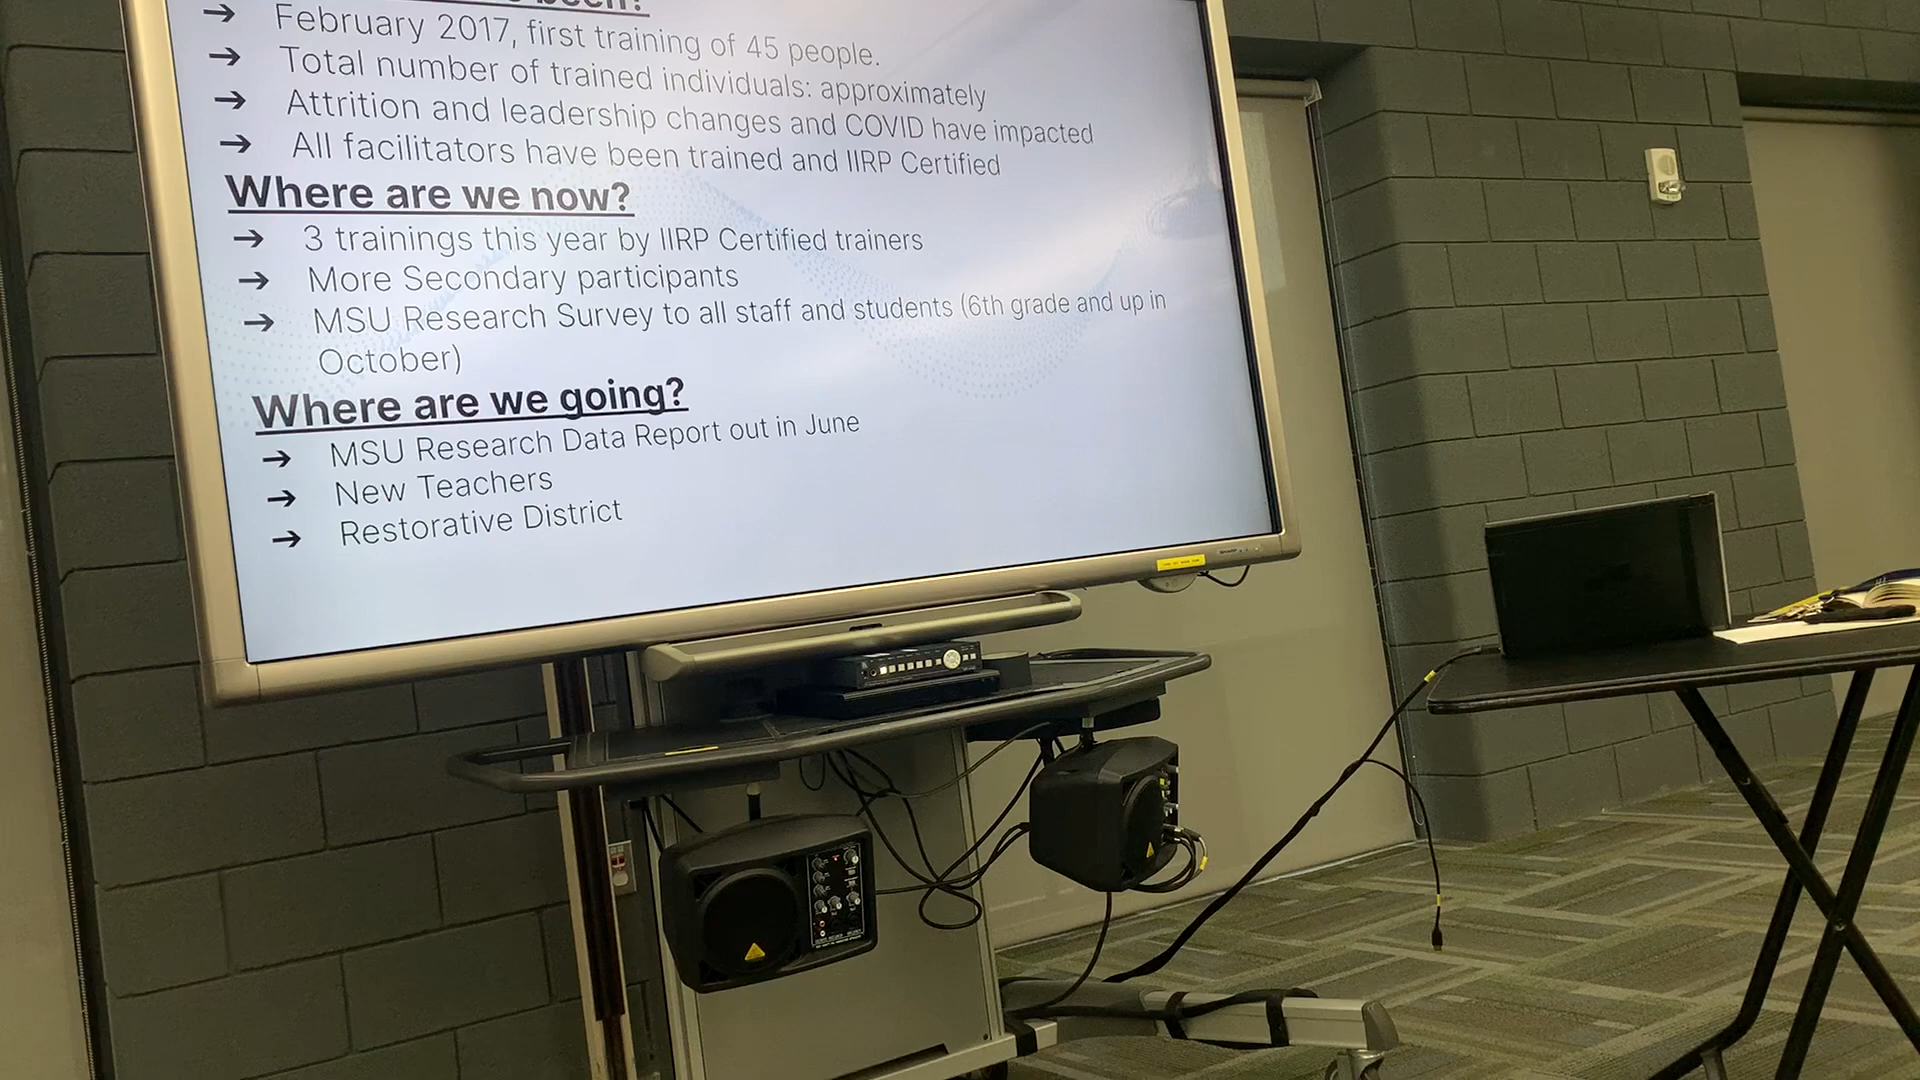 been?
→ February 2017, first training of 45 people.
→ Total number of trained individuals: approximately
→ Attrition and leadership changes and COVID have impacted
→ All facilitators have been trained and IIRP Certified
Where are we now?
→ 3 trainings this year by IIRP Certified trainers
→ More Secondary participants
→ MSU Research Survey to all staff and students (6th grade and up in
October)
Where are we going?
→ MSU Research Data Report out in June
→ New Teachers
→ Restorative District